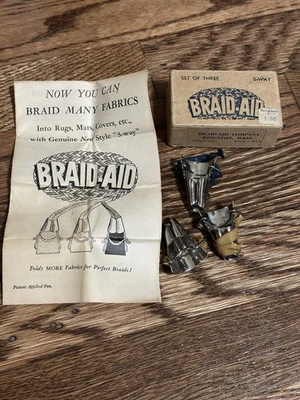 NOW YOU CAN
BRAID MANY FABRICS
Into Rugs, Mats, Covers, etc.,
with Genuine New Style "3-way"
BRAID-AID
Folds MORE Fabrics for Perfect Braids!
Patent Applied For.
SET OF THREE
3-WAY
BRAID-AID
BRAID-AID COMPANY